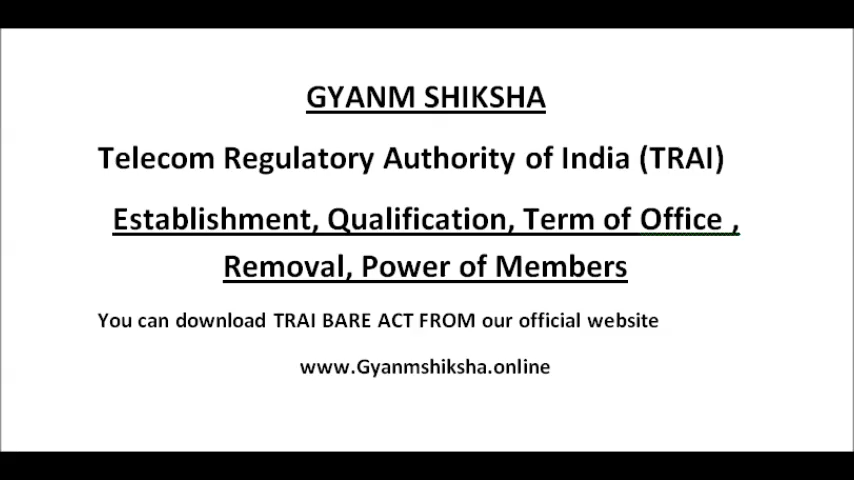 GYANM SHIKSHA
Telecom Regulatory Authority of India (TRAI)
Establishment, Qualification, Term of Office ,
Removal, Power of Members
You can download TRAI BARE ACT FROM our official website
www.Gyanmshiksha.online